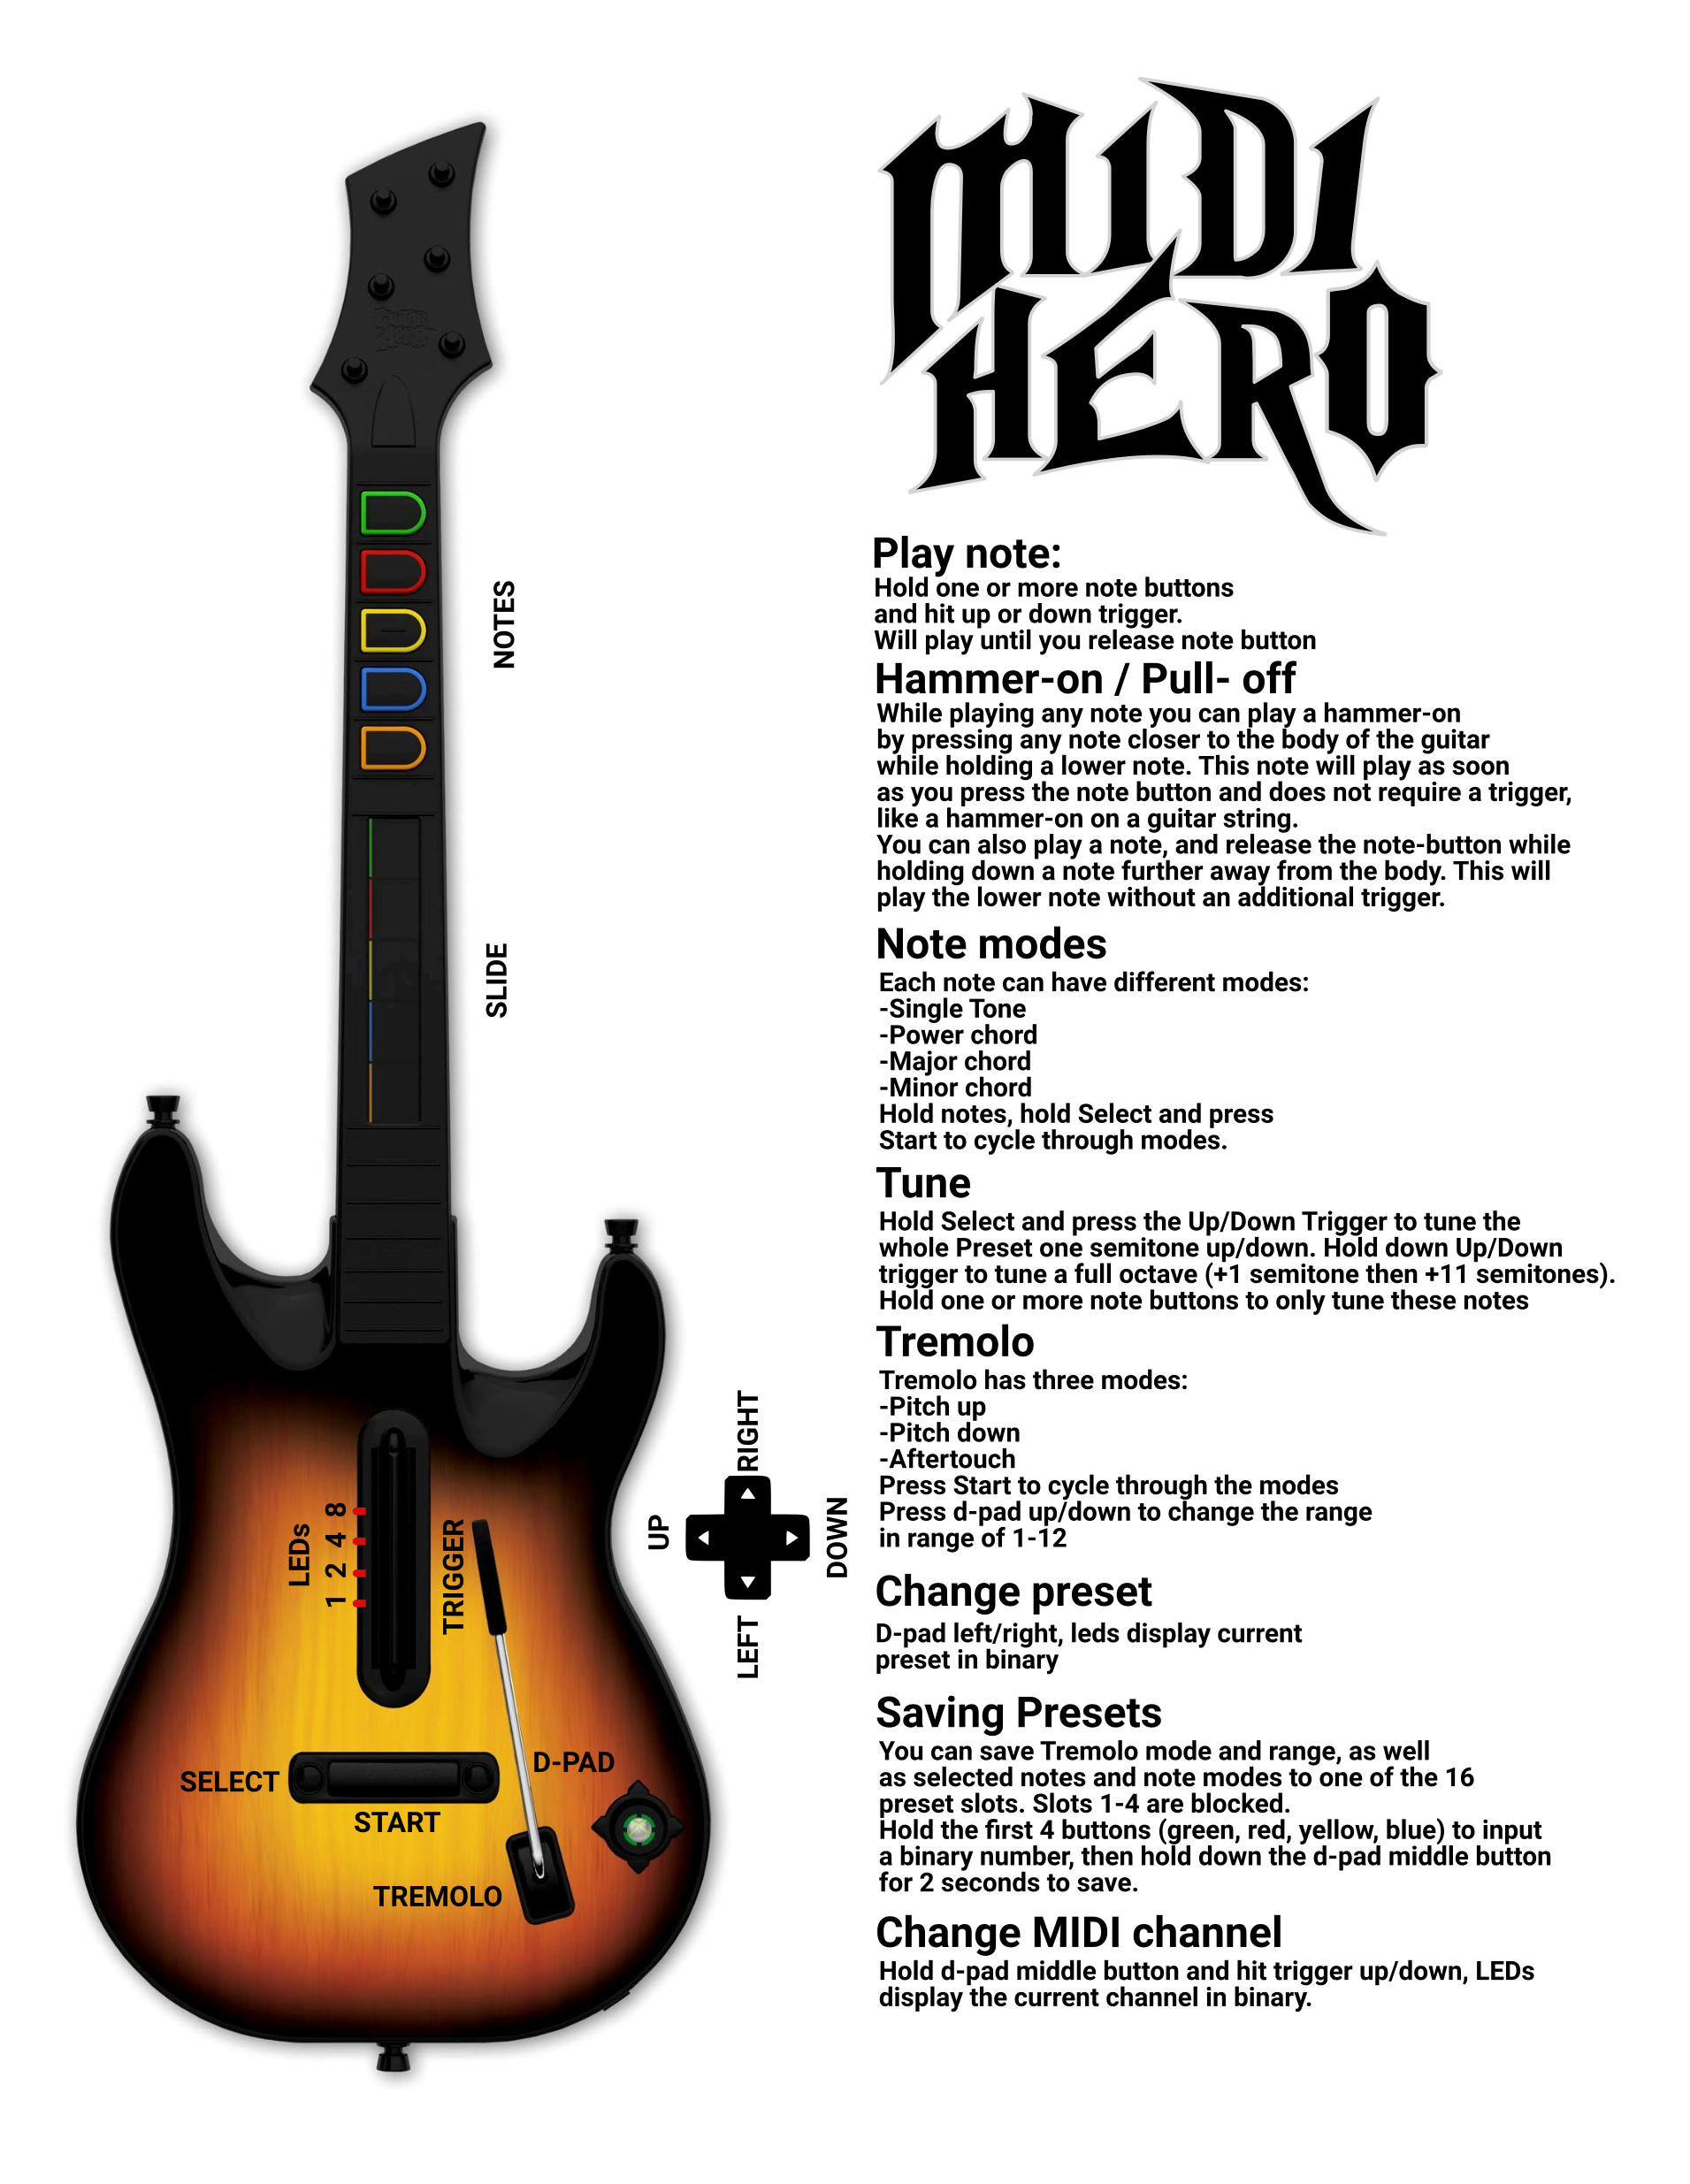 MIDI
HERO
Play note:
Hold one or more note buttons
and hit up or down trigger.
Will play until you release note button
Hammer-on / Pull- off
While playing any note you can play a hammer-on
by pressing any note closer to the body of the guitar
while holding a lower note. This note will play as soon
as you press the note button and does not require a trigger,
like a hammer-on on a guitar string.
You can also play a note, and release the note-button while
holding down a note further away from the body. This will
play the lower note without an additional trigger.
Note modes
Each note can have different modes:
-Single Tone
-Power chord
-Major chord
-Minor chord
Hold notes, hold Select and press
Start to cycle through modes.
Tune
Hold Select and press the Up/Down Trigger to tune the
whole Preset one semitone up/down. Hold down Up/Down
trigger to tune a full octave (+1 semitone then +11 semitones).
Hold one or more note buttons to only tune these notes
Tremolo
Tremolo has three modes:
-Pitch up
-Pitch down
-Aftertouch
Press Start to cycle through the modes
Press d-pad up/down to change the range
in range of 1-12
Change preset
D-pad left/right, leds display current
preset in binary
Saving Presets
You can save Tremolo mode and range, as well
as selected notes and note modes to one of the 16
preset slots. Slots 1-4 are blocked.
Hold the first 4 buttons (green, red, yellow, blue) to input
a binary number, then hold down the d-pad middle button
for 2 seconds to save.
Change MIDI channel
Hold d-pad middle button and hit trigger up/down, LEDs
display the current channel in binary.
GUITAR
HERO
NOTES
SLIDE
LEDs
1 2 4 8
TRIGGER
UP
RIGHT
DOWN
LEFT
D-PAD
SELECT
START
TREMOLO